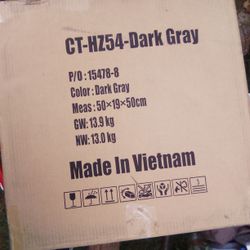 CT-HZ54-Dark Gray
P/O : 15478-8
Color : Dark Gray
Meas : 50×19×50cm
GW: 13.9 kg
NW: 13.0 kg
Made In Vietnam